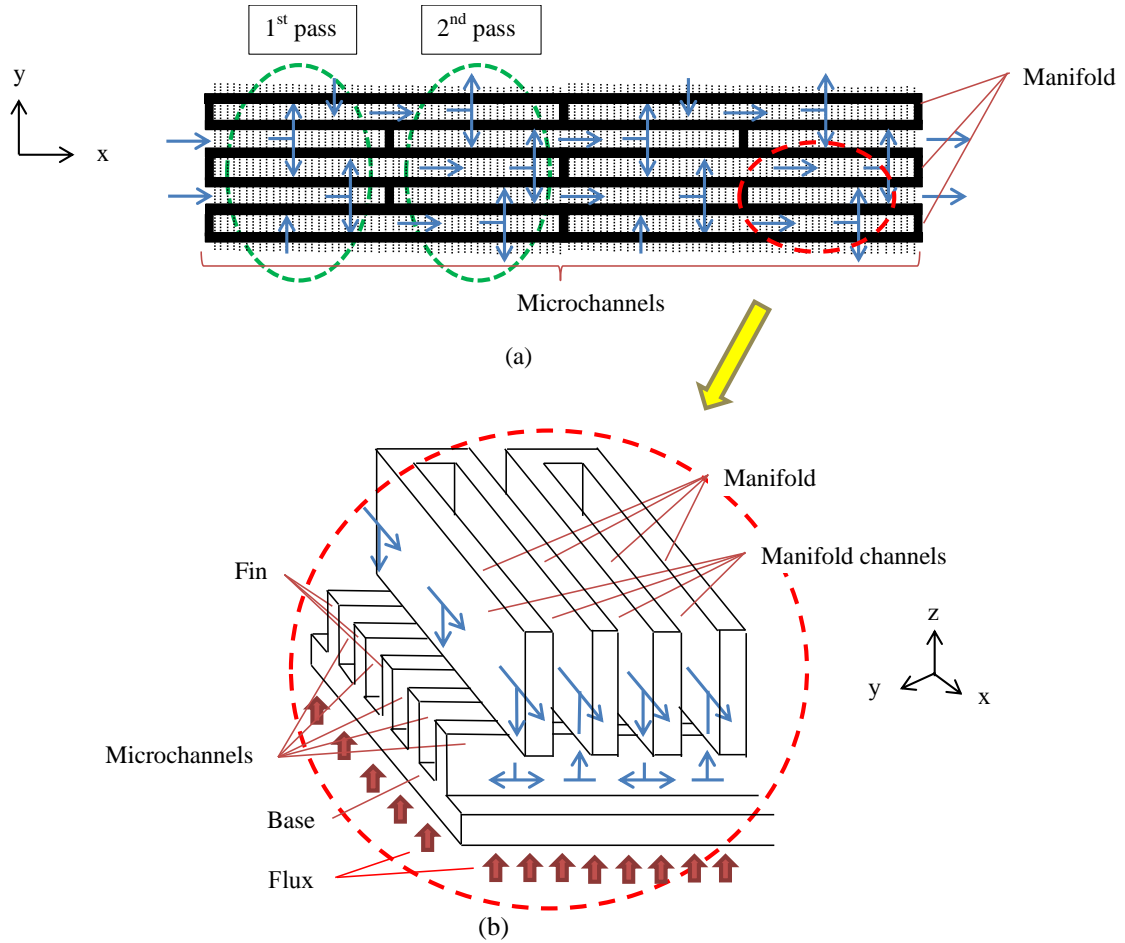 1st pass
2nd pass
y
x
Manifold
Microchannels
(a)
Manifold
Manifold channels
Fin
z
y
x
Microchannels
Base
Flux
(b)